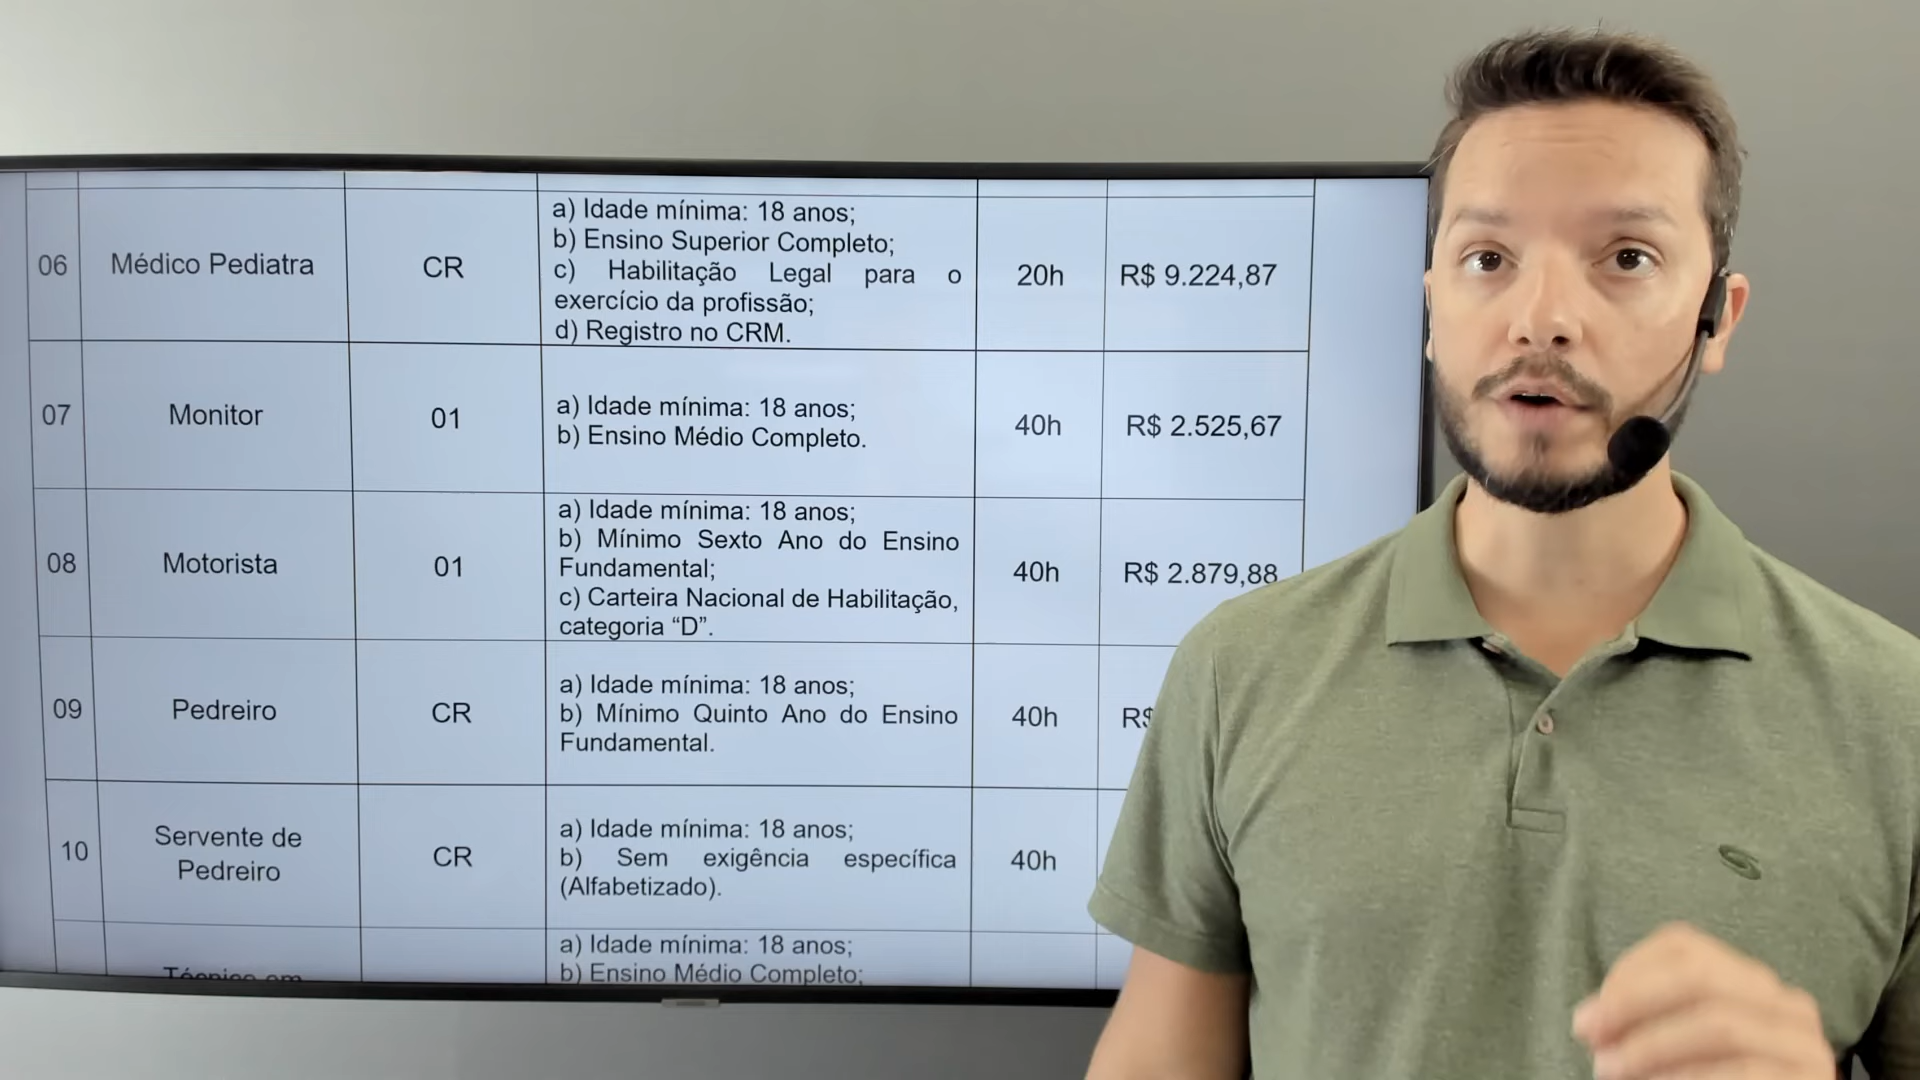 06
Médico Pediatra
CR
a) Idade mínima: 18 anos;
b) Ensino Superior Completo;
c) Habilitação Legal para o
exercício da profissão;
d) Registro no CRM.
20h
R$ 9.224,87
07
Monitor
01
a) Idade mínima: 18 anos;
b) Ensino Médio Completo.
40h
R$ 2.525,67
08
Motorista
01
a) Idade mínima: 18 anos;
b) Mínimo Sexto Ano do Ensino
Fundamental;
c) Carteira Nacional de Habilitação,
categoria “D”.
40h
R$ 2.879,88
09
Pedreiro
CR
a) Idade mínima: 18 anos;
b) Mínimo Quinto Ano do Ensino
Fundamental.
40h
R$
10
Servente de
Pedreiro
CR
a) Idade mínima: 18 anos;
b) Sem exigência específica
(Alfabetizado).
40h
Técnico em
a) Idade mínima: 18 anos;
b) Ensino Médio Completo;